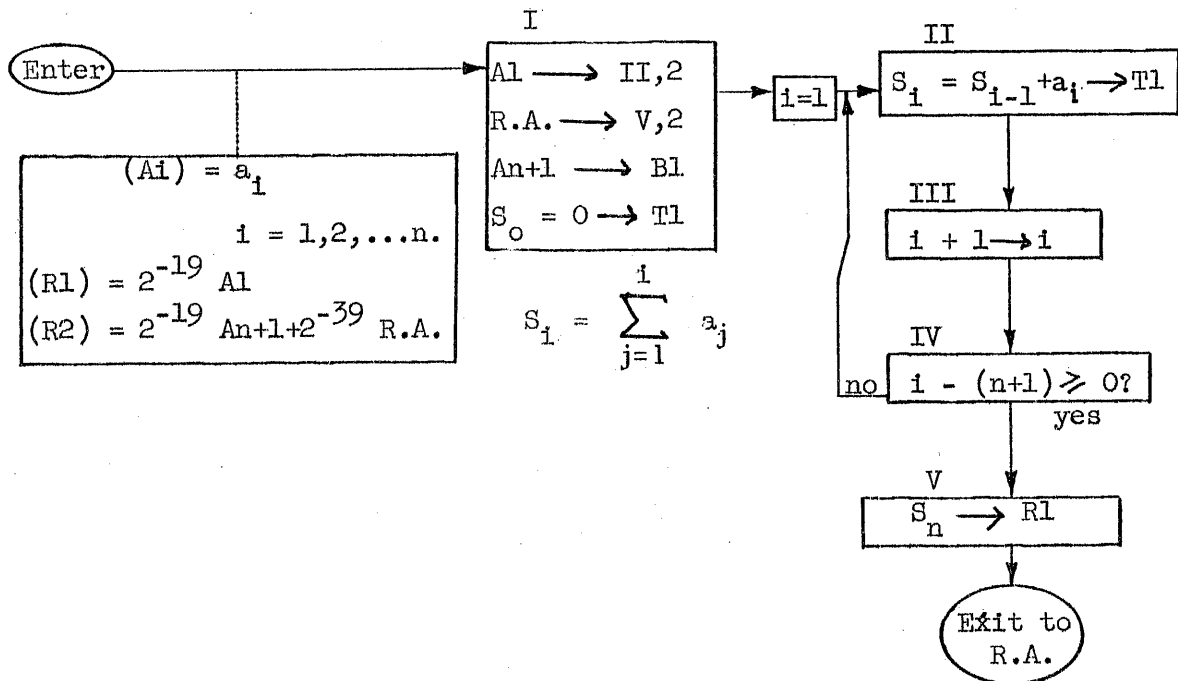 Enter
(Ai) = a_i
i = 1,2,...n.
(R1) = 2^-19 A1
(R2) = 2^-19 An+1+2^-39 R.A.
I
A1 → II,2
R.A. → V,2
An+1 → B1
S_o = 0 → T1
S_i = ∑_{j=1}^{i} a_j
i=1
II
S_i = S_{i-1}+a_i → T1
III
i + 1 → i
IV
i - (n+1) ⩾ 0?
no
yes
V
S_n → R1
Exit to
R.A.